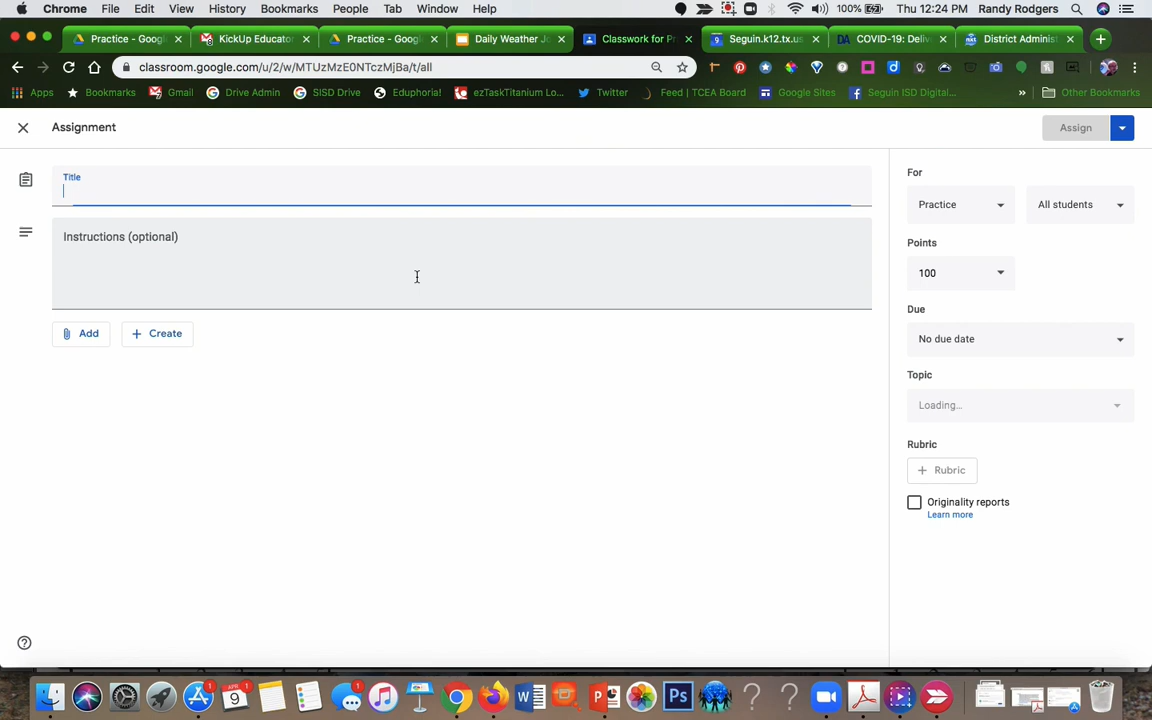 Chrome File Edit View History Bookmarks People Tab Window Help 100% Thu 12:24 PM Randy Rodgers
Practice - Googl KickUp Educator Practice - Googl Daily Weather Jo Classwork for Pr Seguin.k12.tx.us COVID-19: Deliv District Administ
classroom.google.com/u/2/w/MTUzMzE0NTczMjBa/t/all
Apps Bookmarks Gmail Drive Admin SISD Drive Eduphoria! ezTaskTitanium Lo... Twitter Feed | TCEA Board Google Sites Seguin ISD Digital... » Other Bookmarks
Assignment Assign
Title
Instructions (optional)
Add Create
For
Practice All students
Points
100
Due
No due date
Topic
Loading...
Rubric
Rubric
Originality reports
Learn more